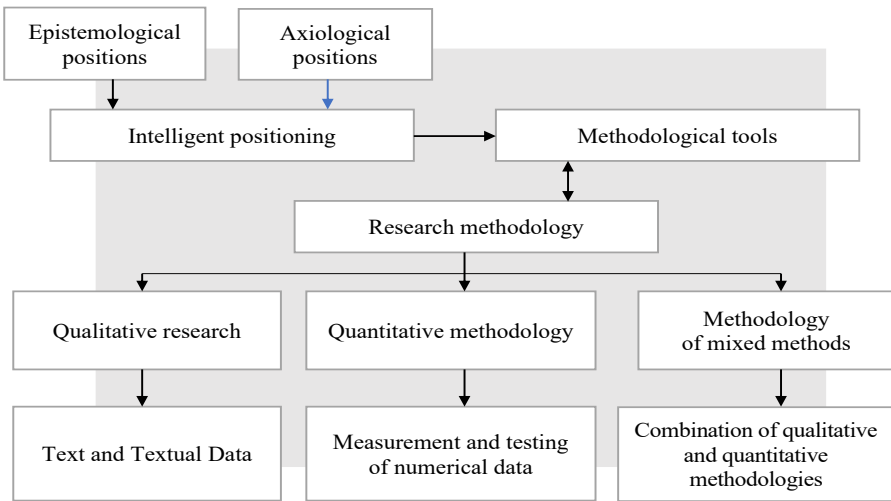 Epistemological
positions
Axiological
positions
Intelligent positioning
Methodological tools
Research methodology
Qualitative research
Quantitative methodology
Methodology
of mixed methods
Text and Textual Data
Measurement and testing
of numerical data
Combination of qualitative
and quantitative
methodologies